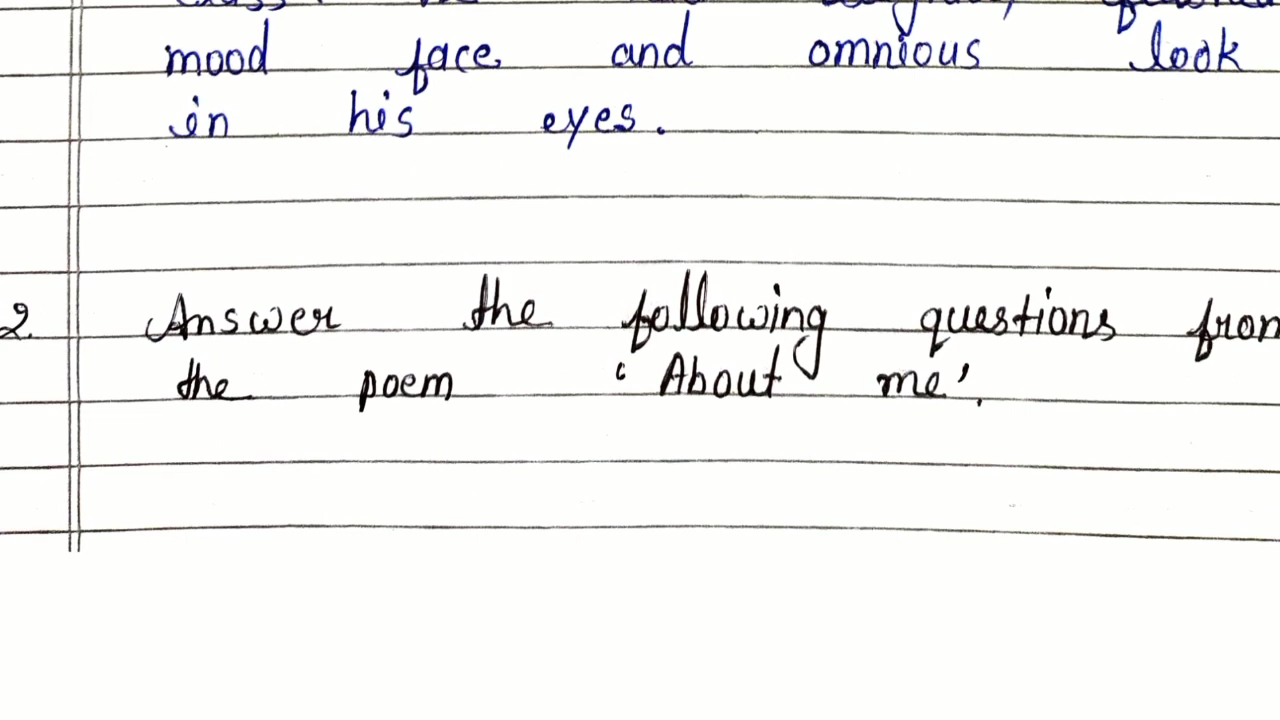 mood face and omnious look
in his eyes.
2. Answer the following questions from
the poem 'About me'.